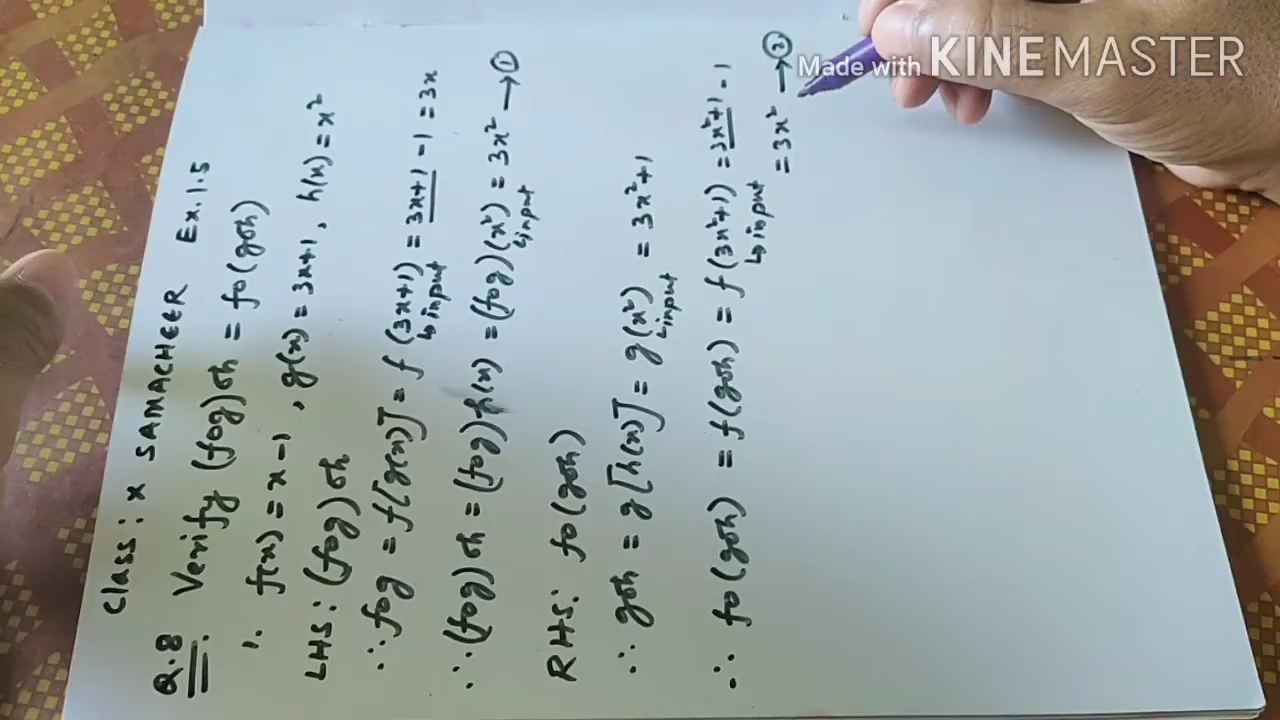 Class: X SAMACHEER Ex. 1.5
Q.8. Verify (fog)oh = fo(goh)
1. f(x) = x-1, g(x) = 3x+1, h(x) = x²
LHS: (fog)oh
∴ fog = f[g(x)] = f(3x+1) = 3x+1-1 = 3x
↳ input
∴ (fog)oh = (fog)h(x) = (fog)(x²) = 3x² → ①
↳ input
RHS: fo(goh)
∴ goh = g[h(x)] = g(x²) = 3x²+1
↳ input
∴ fo(goh) = f(goh) = f(3x²+1) = 3x²+1-1
↳ input
= 3x² → ②
Made with KINEMASTER